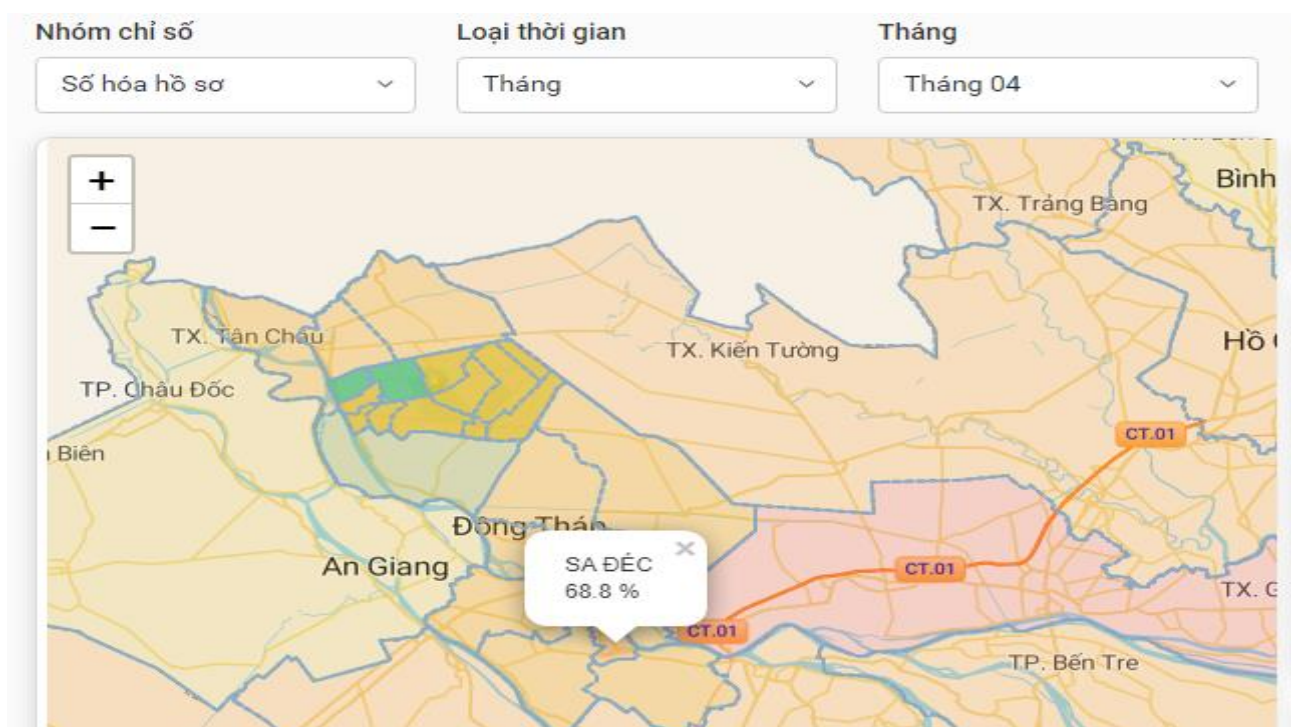 Nhóm chỉ số
Loại thời gian
Tháng
Số hóa hồ sơ
Tháng
Tháng 04
+
−
Bình
TX. Trảng Bàng
TX. Tân Châu
TX. Kiến Tường
Hồ
TP. Châu Đốc
CT.01
Biên
Đồng Tháp
SA ĐÉC
68.8 %
×
An Giang
CT.01
TX. G
CT.01
TP. Bến Tre